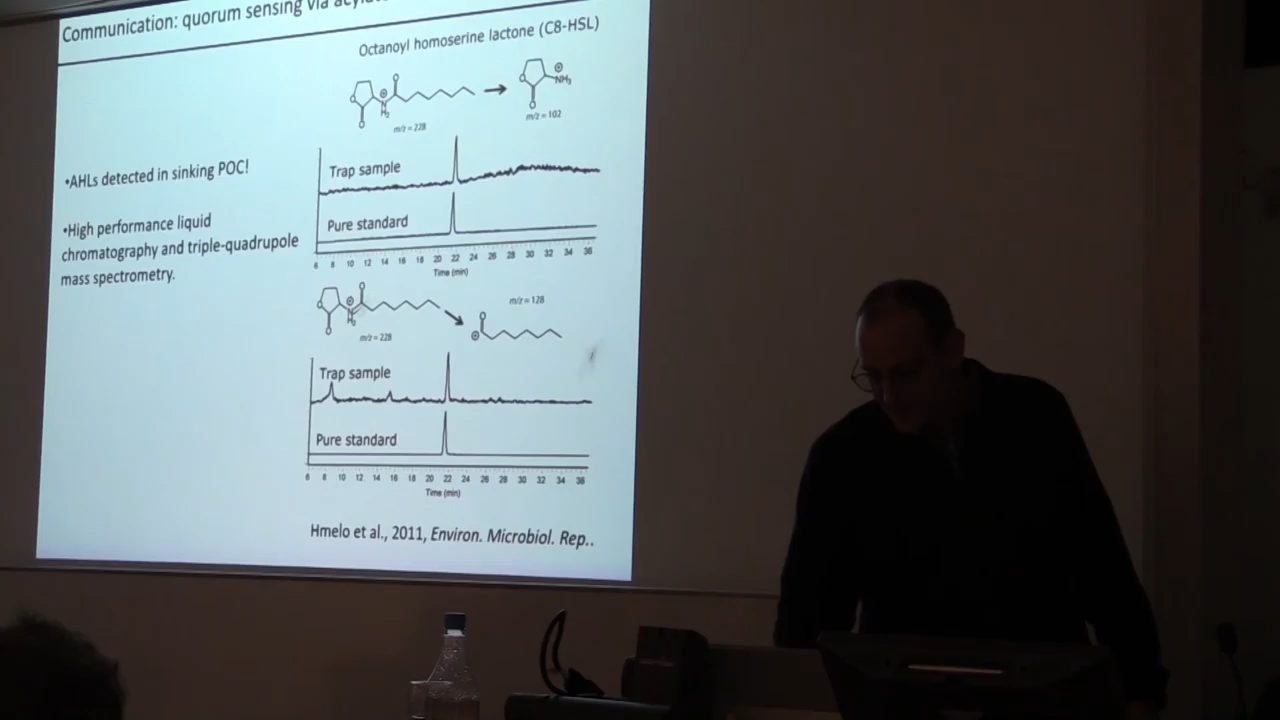 Communication: quorum sensing via
Octanoyl homoserine lactone (C8-HSL)
O
O
N
H₂
m/z = 228
O
O
NH₃
m/z = 102
•AHLs detected in sinking POC!
•High performance liquid
chromatography and triple-quadrupole
mass spectrometry.
Trap sample
Pure standard
6 8 10 12 14 16 18 20 22 24 26 28 30 32 34 36
Time (min)
m/z = 228
m/z = 128
Trap sample
Pure standard
6 8 10 12 14 16 18 20 22 24 26 28 30 32 34 36
Time (min)
Hmelo et al., 2011, Environ. Microbiol. Rep..